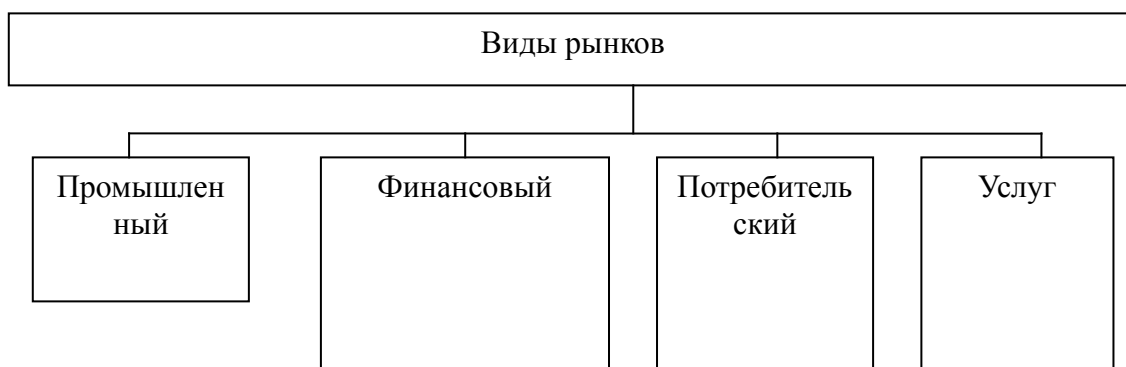 Виды рынков
Промышлен
ный
Финансовый
Потребитель
ский
Услуг